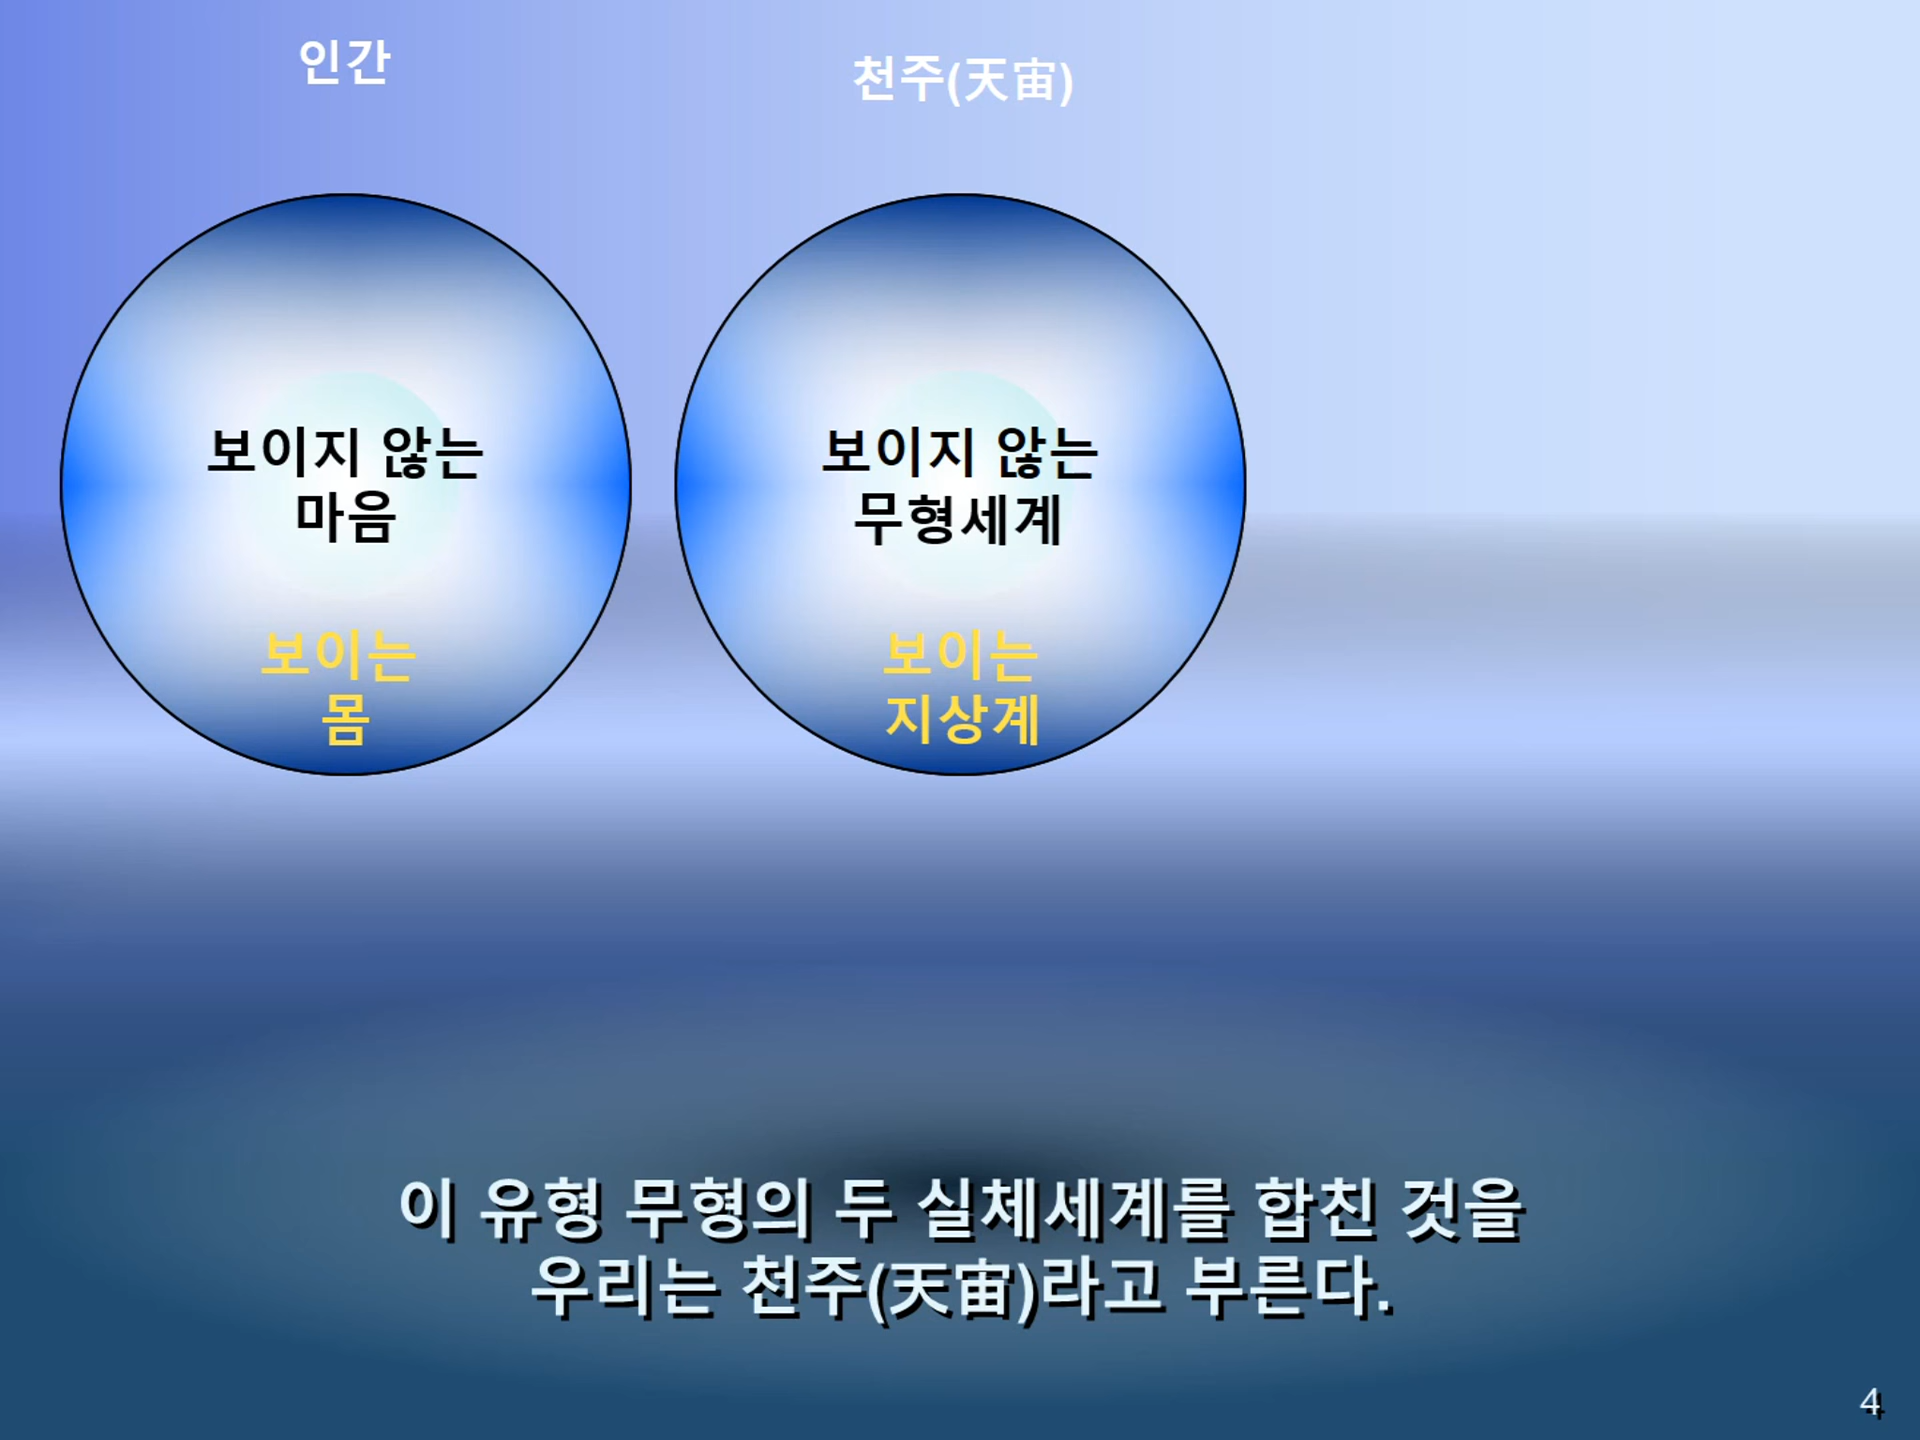 인간
천주(天宙)
보이지 않는
마음
보이는
몸
보이지 않는
무형세계
보이는
지상계
이 유형 무형의 두 실체세계를 합친 것을
우리는 천주(天宙)라고 부른다.
4